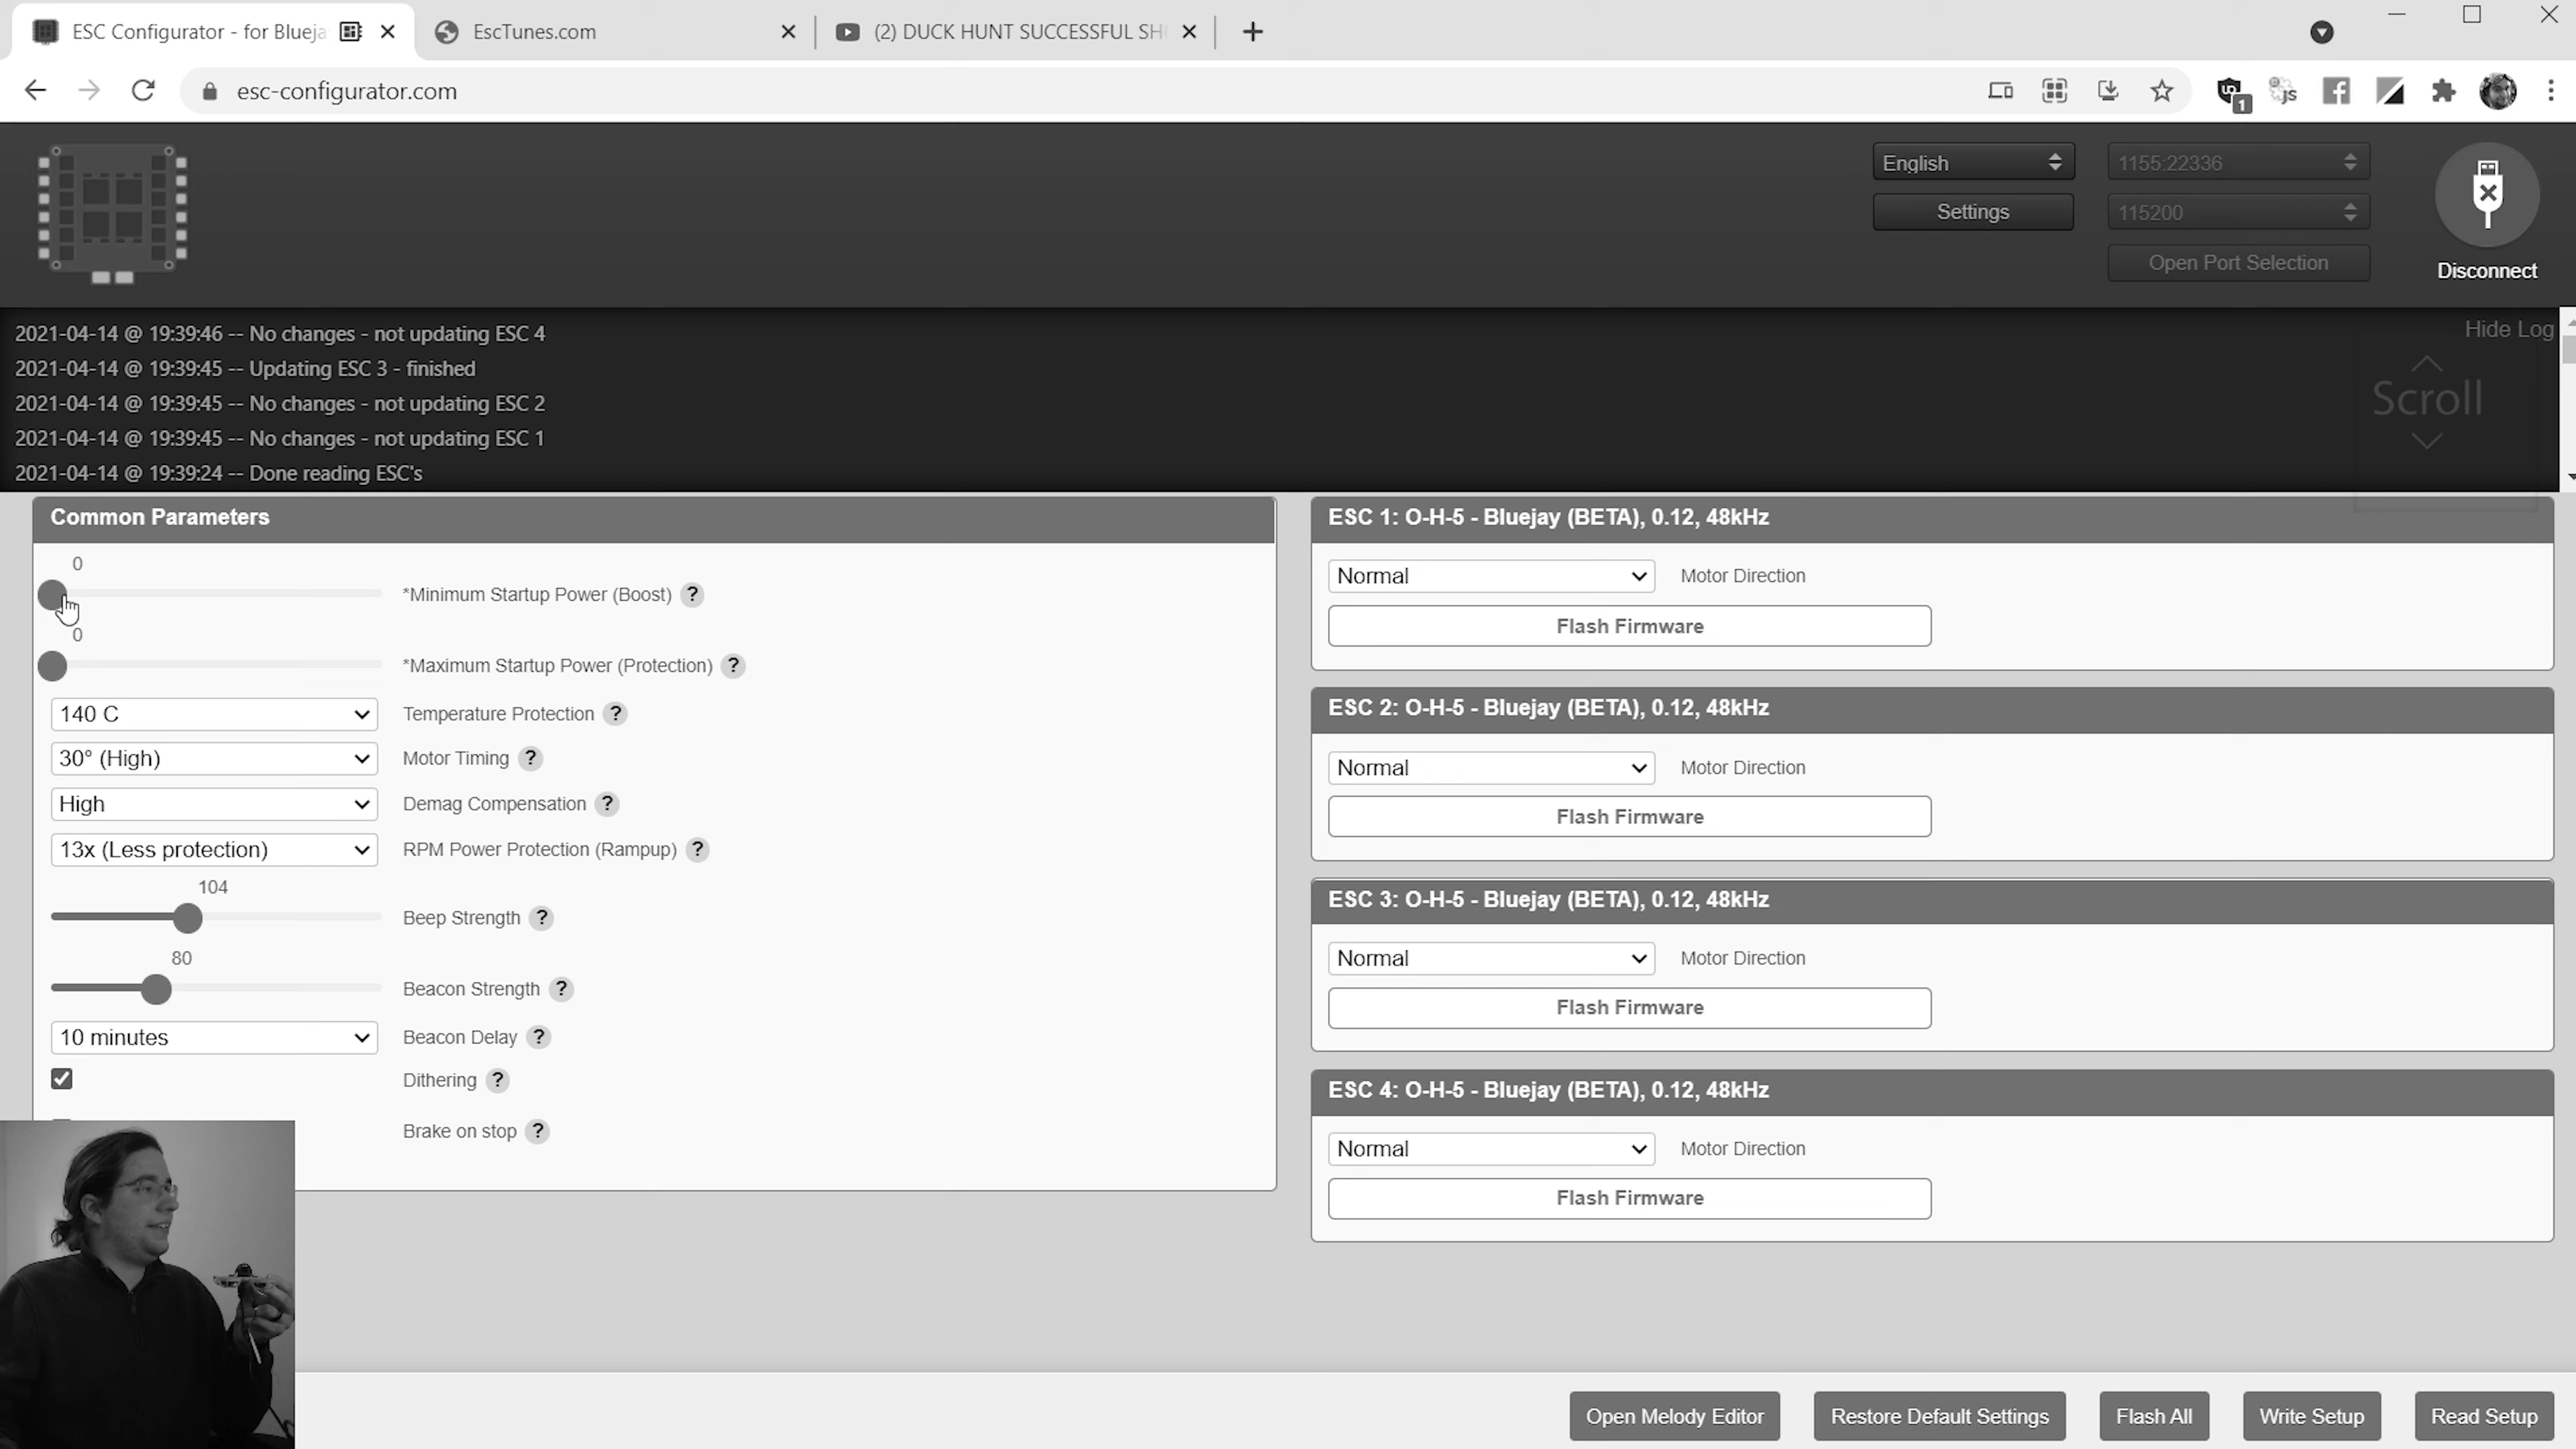 ESC Configurator - for Blueja
EscTunes.com
(2) DUCK HUNT SUCCESSFUL SH
esc-configurator.com
1
js
English
1155:22336
Settings
115200
Open Port Selection
Disconnect
2021-04-14 @ 19:39:46 -- No changes - not updating ESC 4
2021-04-14 @ 19:39:45 -- Updating ESC 3 - finished
2021-04-14 @ 19:39:45 -- No changes - not updating ESC 2
2021-04-14 @ 19:39:45 -- No changes - not updating ESC 1
2021-04-14 @ 19:39:24 -- Done reading ESC's
Hide Log
Scroll
Common Parameters
0
*Minimum Startup Power (Boost) ?
0
*Maximum Startup Power (Protection) ?
140 C Temperature Protection ?
30° (High) Motor Timing ?
High Demag Compensation ?
13x (Less protection) RPM Power Protection (Rampup) ?
104
Beep Strength ?
80
Beacon Strength ?
10 minutes Beacon Delay ?
Dithering ?
Brake on stop ?
ESC 1: O-H-5 - Bluejay (BETA), 0.12, 48kHz
Normal Motor Direction
Flash Firmware
ESC 2: O-H-5 - Bluejay (BETA), 0.12, 48kHz
Normal Motor Direction
Flash Firmware
ESC 3: O-H-5 - Bluejay (BETA), 0.12, 48kHz
Normal Motor Direction
Flash Firmware
ESC 4: O-H-5 - Bluejay (BETA), 0.12, 48kHz
Normal Motor Direction
Flash Firmware
Open Melody Editor Restore Default Settings Flash All Write Setup Read Setup